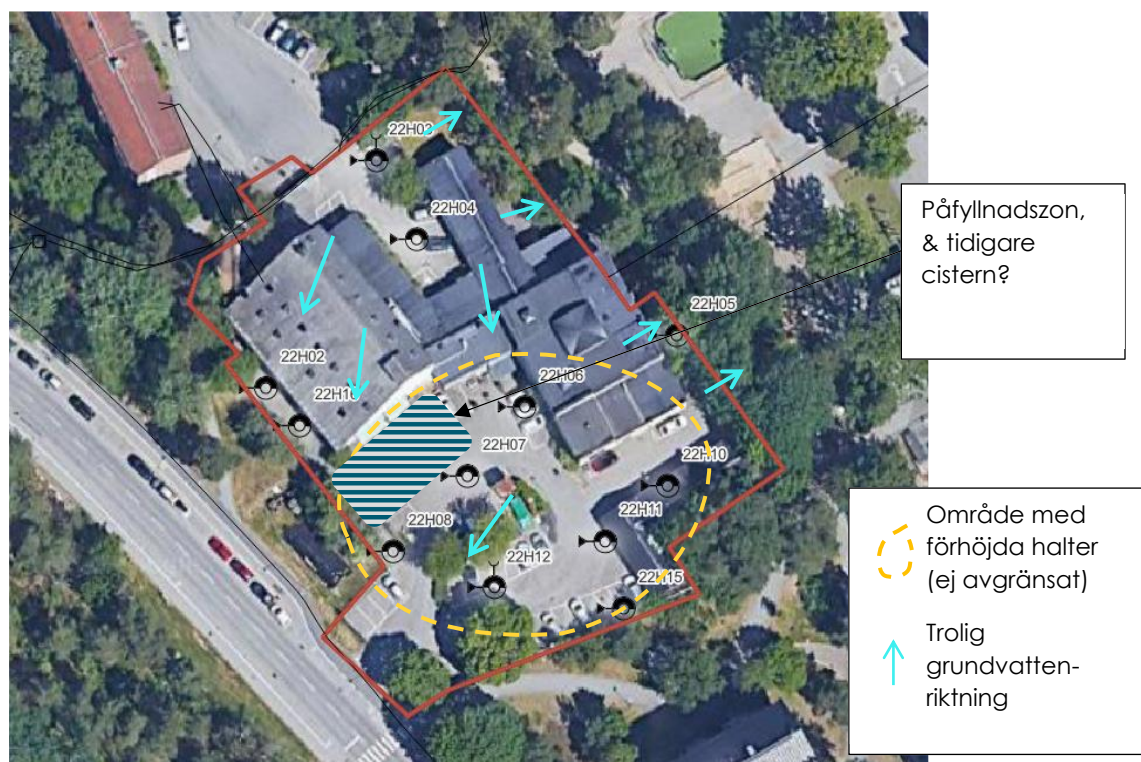 22H03
22H04
Påfyllnadszon,
& tidigare
cistern?
22H05
22H02
22H06
22H16
22H07
22H10
22H08
22H11
22H12
22H15
Område med
förhöjda halter
(ej avgränsat)
Trolig
grundvatten-
riktning